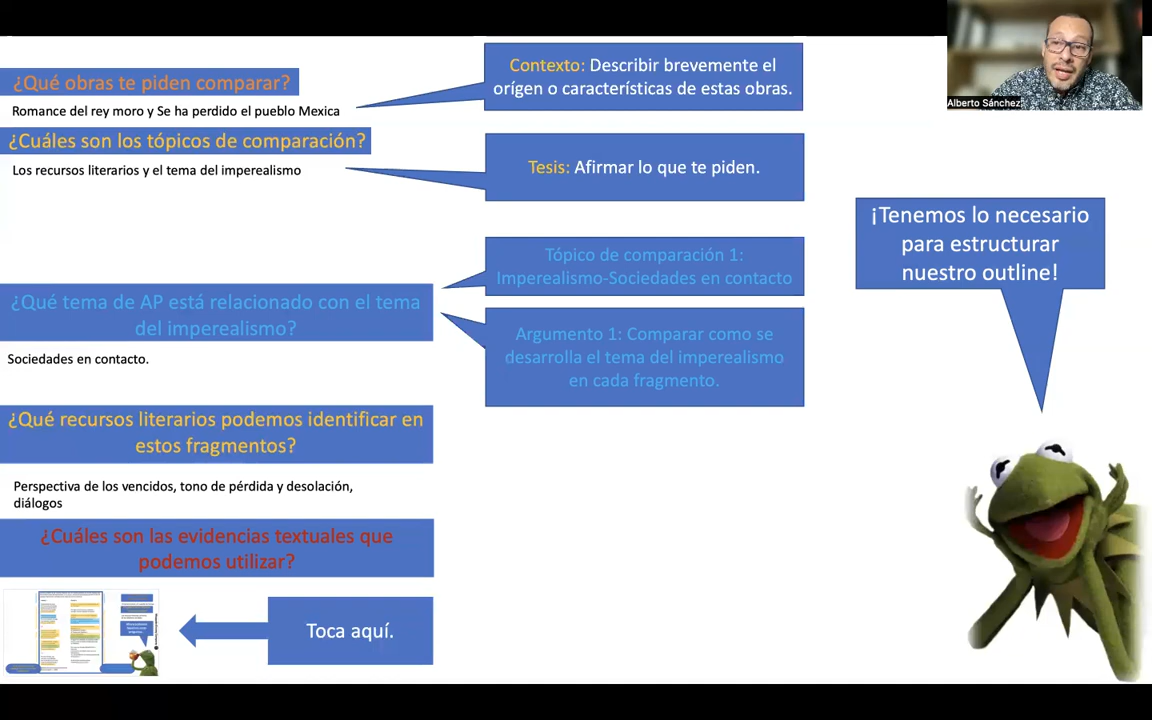 ¿Qué obras te piden comparar?
Romance del rey moro y Se ha perdido el pueblo Mexica
¿Cuáles son los tópicos de comparación?
Los recursos literarios y el tema del imperealismo
¿Qué tema de AP está relacionado con el tema
del imperealismo?
Sociedades en contacto.
¿Qué recursos literarios podemos identificar en
estos fragmentos?
Perspectiva de los vencidos, tono de pérdida y desolación,
diálogos
¿Cuáles son las evidencias textuales que
podemos utilizar?
Toca aquí.
Contexto: Describir brevemente el
orígen o características de estas obras.
Tesis: Afirmar lo que te piden.
Tópico de comparación 1:
Imperealismo-Sociedades en contacto
Argumento 1: Comparar como se
desarrolla el tema del imperealismo
en cada fragmento.
Alberto Sánchez
¡Tenemos lo necesario
para estructurar
nuestro outline!